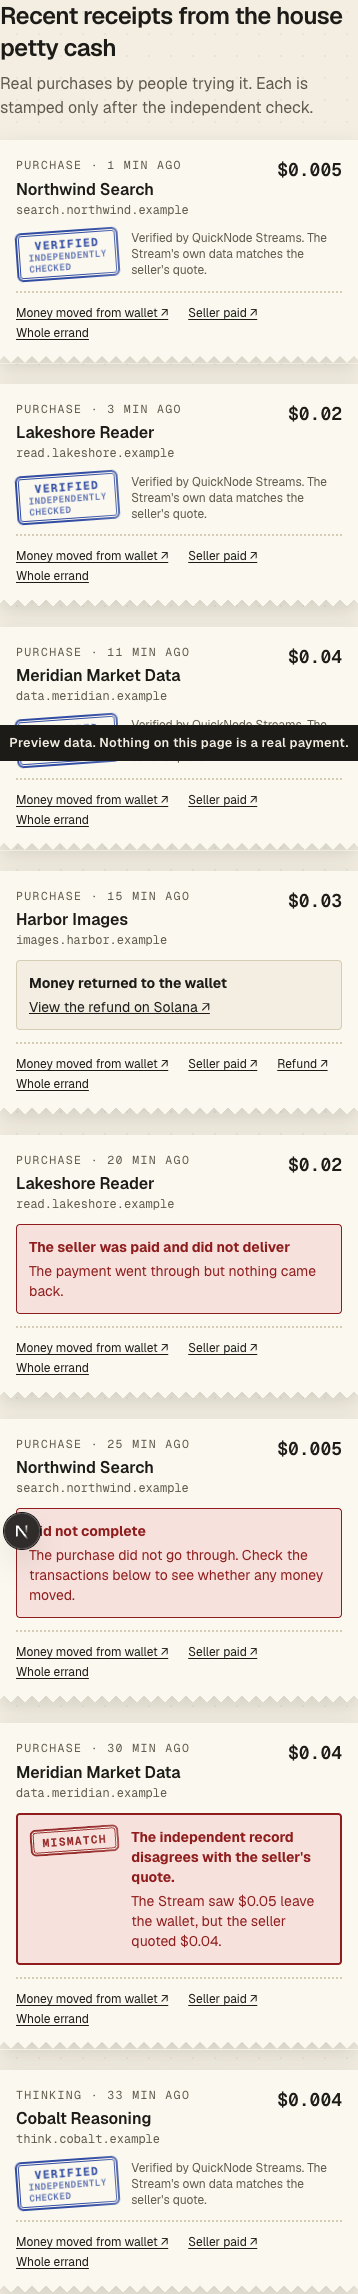 Recent receipts from the house
petty cash
Real purchases by people trying it. Each is
stamped only after the independent check.
PURCHASE · 1 MIN AGO
$0.005
Northwind Search
search.northwind.example
VERIFIED
INDEPENDENTLY
CHECKED
Verified by QuickNode Streams. The
Stream's own data matches the
seller's quote.
Money moved from wallet ↗ Seller paid ↗
Whole errand
PURCHASE · 3 MIN AGO
$0.02
Lakeshore Reader
read.lakeshore.example
VERIFIED
INDEPENDENTLY
CHECKED
Verified by QuickNode Streams. The
Stream's own data matches the
seller's quote.
Money moved from wallet ↗ Seller paid ↗
Whole errand
PURCHASE · 11 MIN AGO
$0.04
Meridian Market Data
data.meridian.example
Verified by QuickNode Streams. The
Preview data. Nothing on this page is a real payment.
Money moved from wallet ↗ Seller paid ↗
Whole errand
PURCHASE · 15 MIN AGO
$0.03
Harbor Images
images.harbor.example
Money returned to the wallet
View the refund on Solana ↗
Money moved from wallet ↗ Seller paid ↗ Refund ↗
Whole errand
PURCHASE · 20 MIN AGO
$0.02
Lakeshore Reader
read.lakeshore.example
The seller was paid and did not deliver
The payment went through but nothing came
back.
Money moved from wallet ↗ Seller paid ↗
Whole errand
PURCHASE · 25 MIN AGO
$0.005
Northwind Search
search.northwind.example
N
id not complete
The purchase did not go through. Check the
transactions below to see whether any money
moved.
Money moved from wallet ↗ Seller paid ↗
Whole errand
PURCHASE · 30 MIN AGO
$0.04
Meridian Market Data
data.meridian.example
MISMATCH
The independent record
disagrees with the seller's
quote.
The Stream saw $0.05 leave
the wallet, but the seller
quoted $0.04.
Money moved from wallet ↗ Seller paid ↗
Whole errand
THINKING · 33 MIN AGO
$0.004
Cobalt Reasoning
think.cobalt.example
VERIFIED
INDEPENDENTLY
CHECKED
Verified by QuickNode Streams. The
Stream's own data matches the
seller's quote.
Money moved from wallet ↗ Seller paid ↗
Whole errand